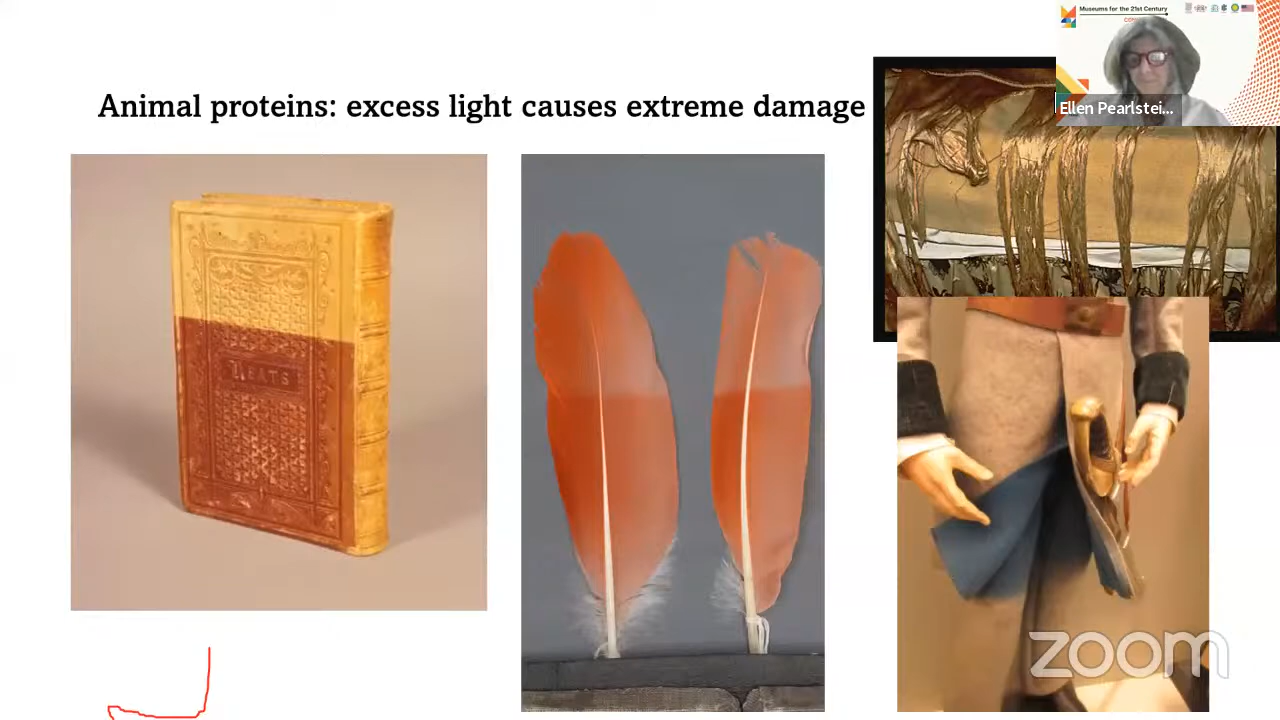 Museums for the 21st Century
Animal proteins: excess light causes extreme damage
Ellen Pearlstei...
KEATS
zoom